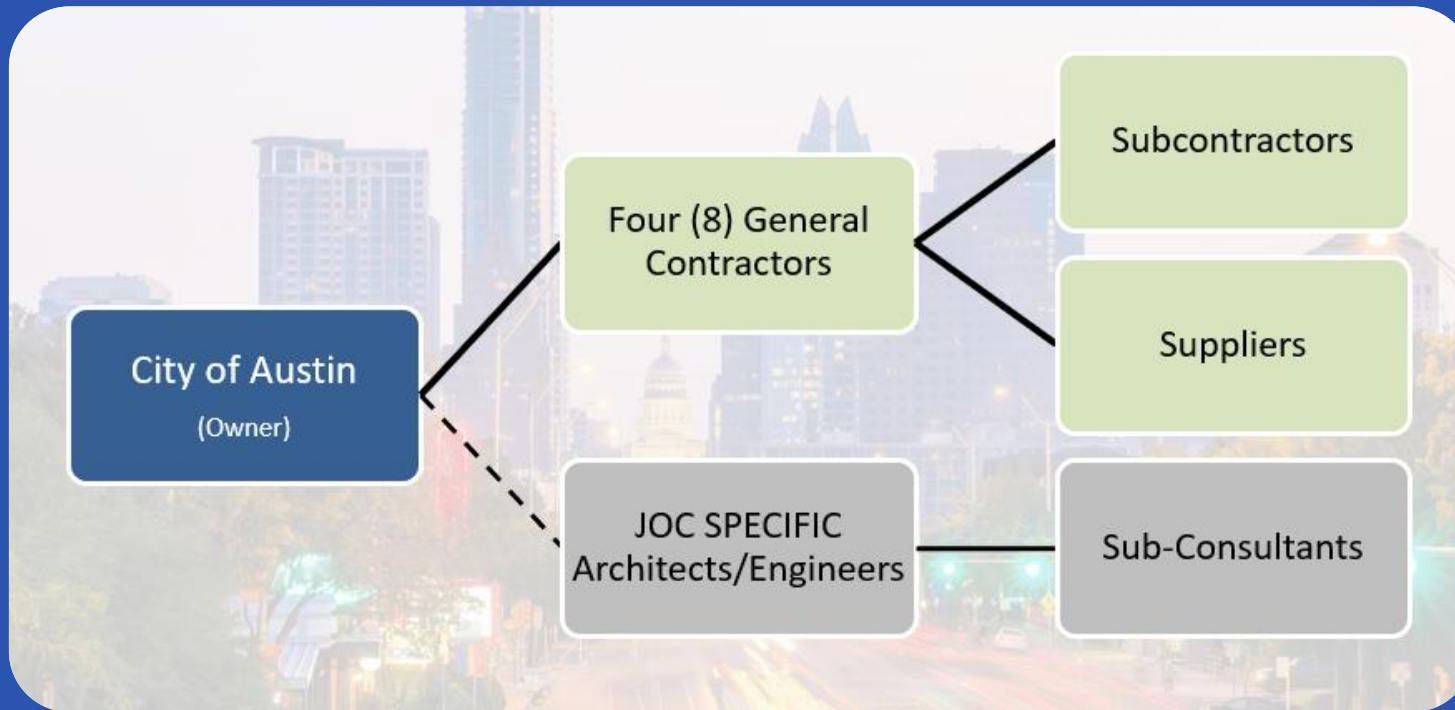 City of Austin
(Owner)
Four (8) General
Contractors
Subcontractors
Suppliers
JOC SPECIFIC
Architects/Engineers
Sub-Consultants